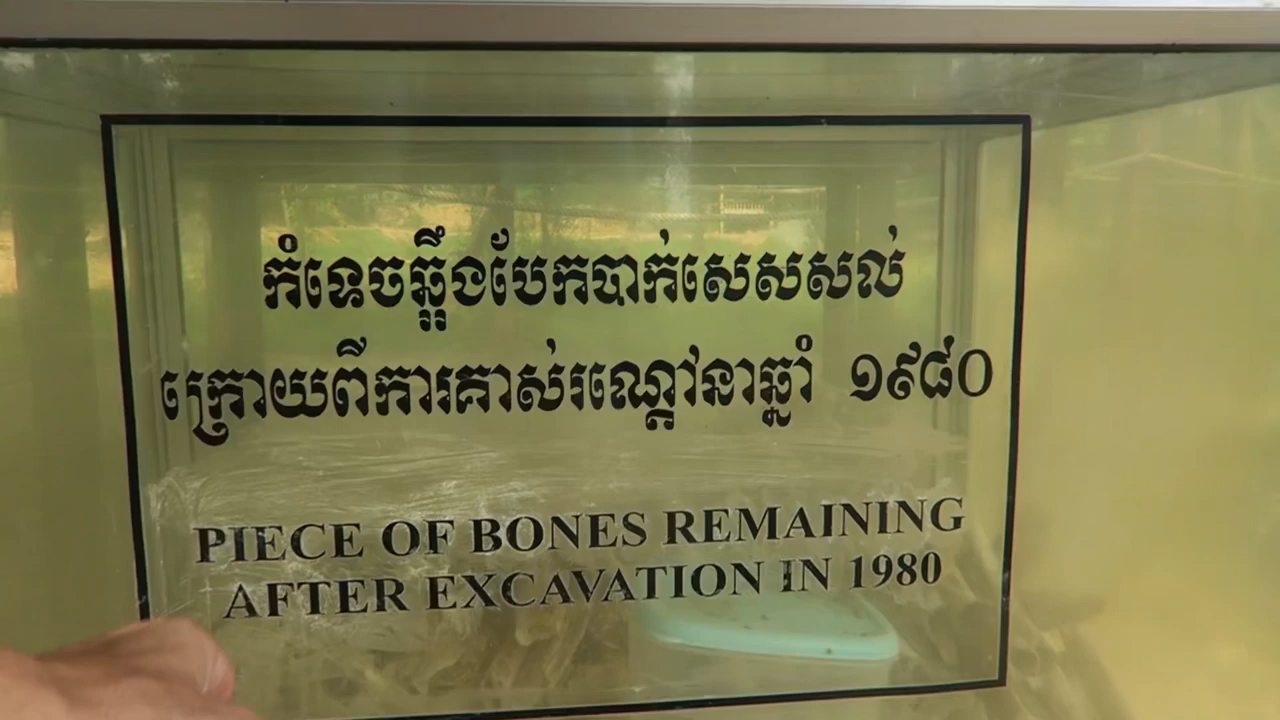 កំទេចឆ្អឹងបែកបាក់សេសសល់
ក្រោយពីការគាស់រណ្ដៅនាឆ្នាំ ១៩៨០
PIECE OF BONES REMAINING
AFTER EXCAVATION IN 1980